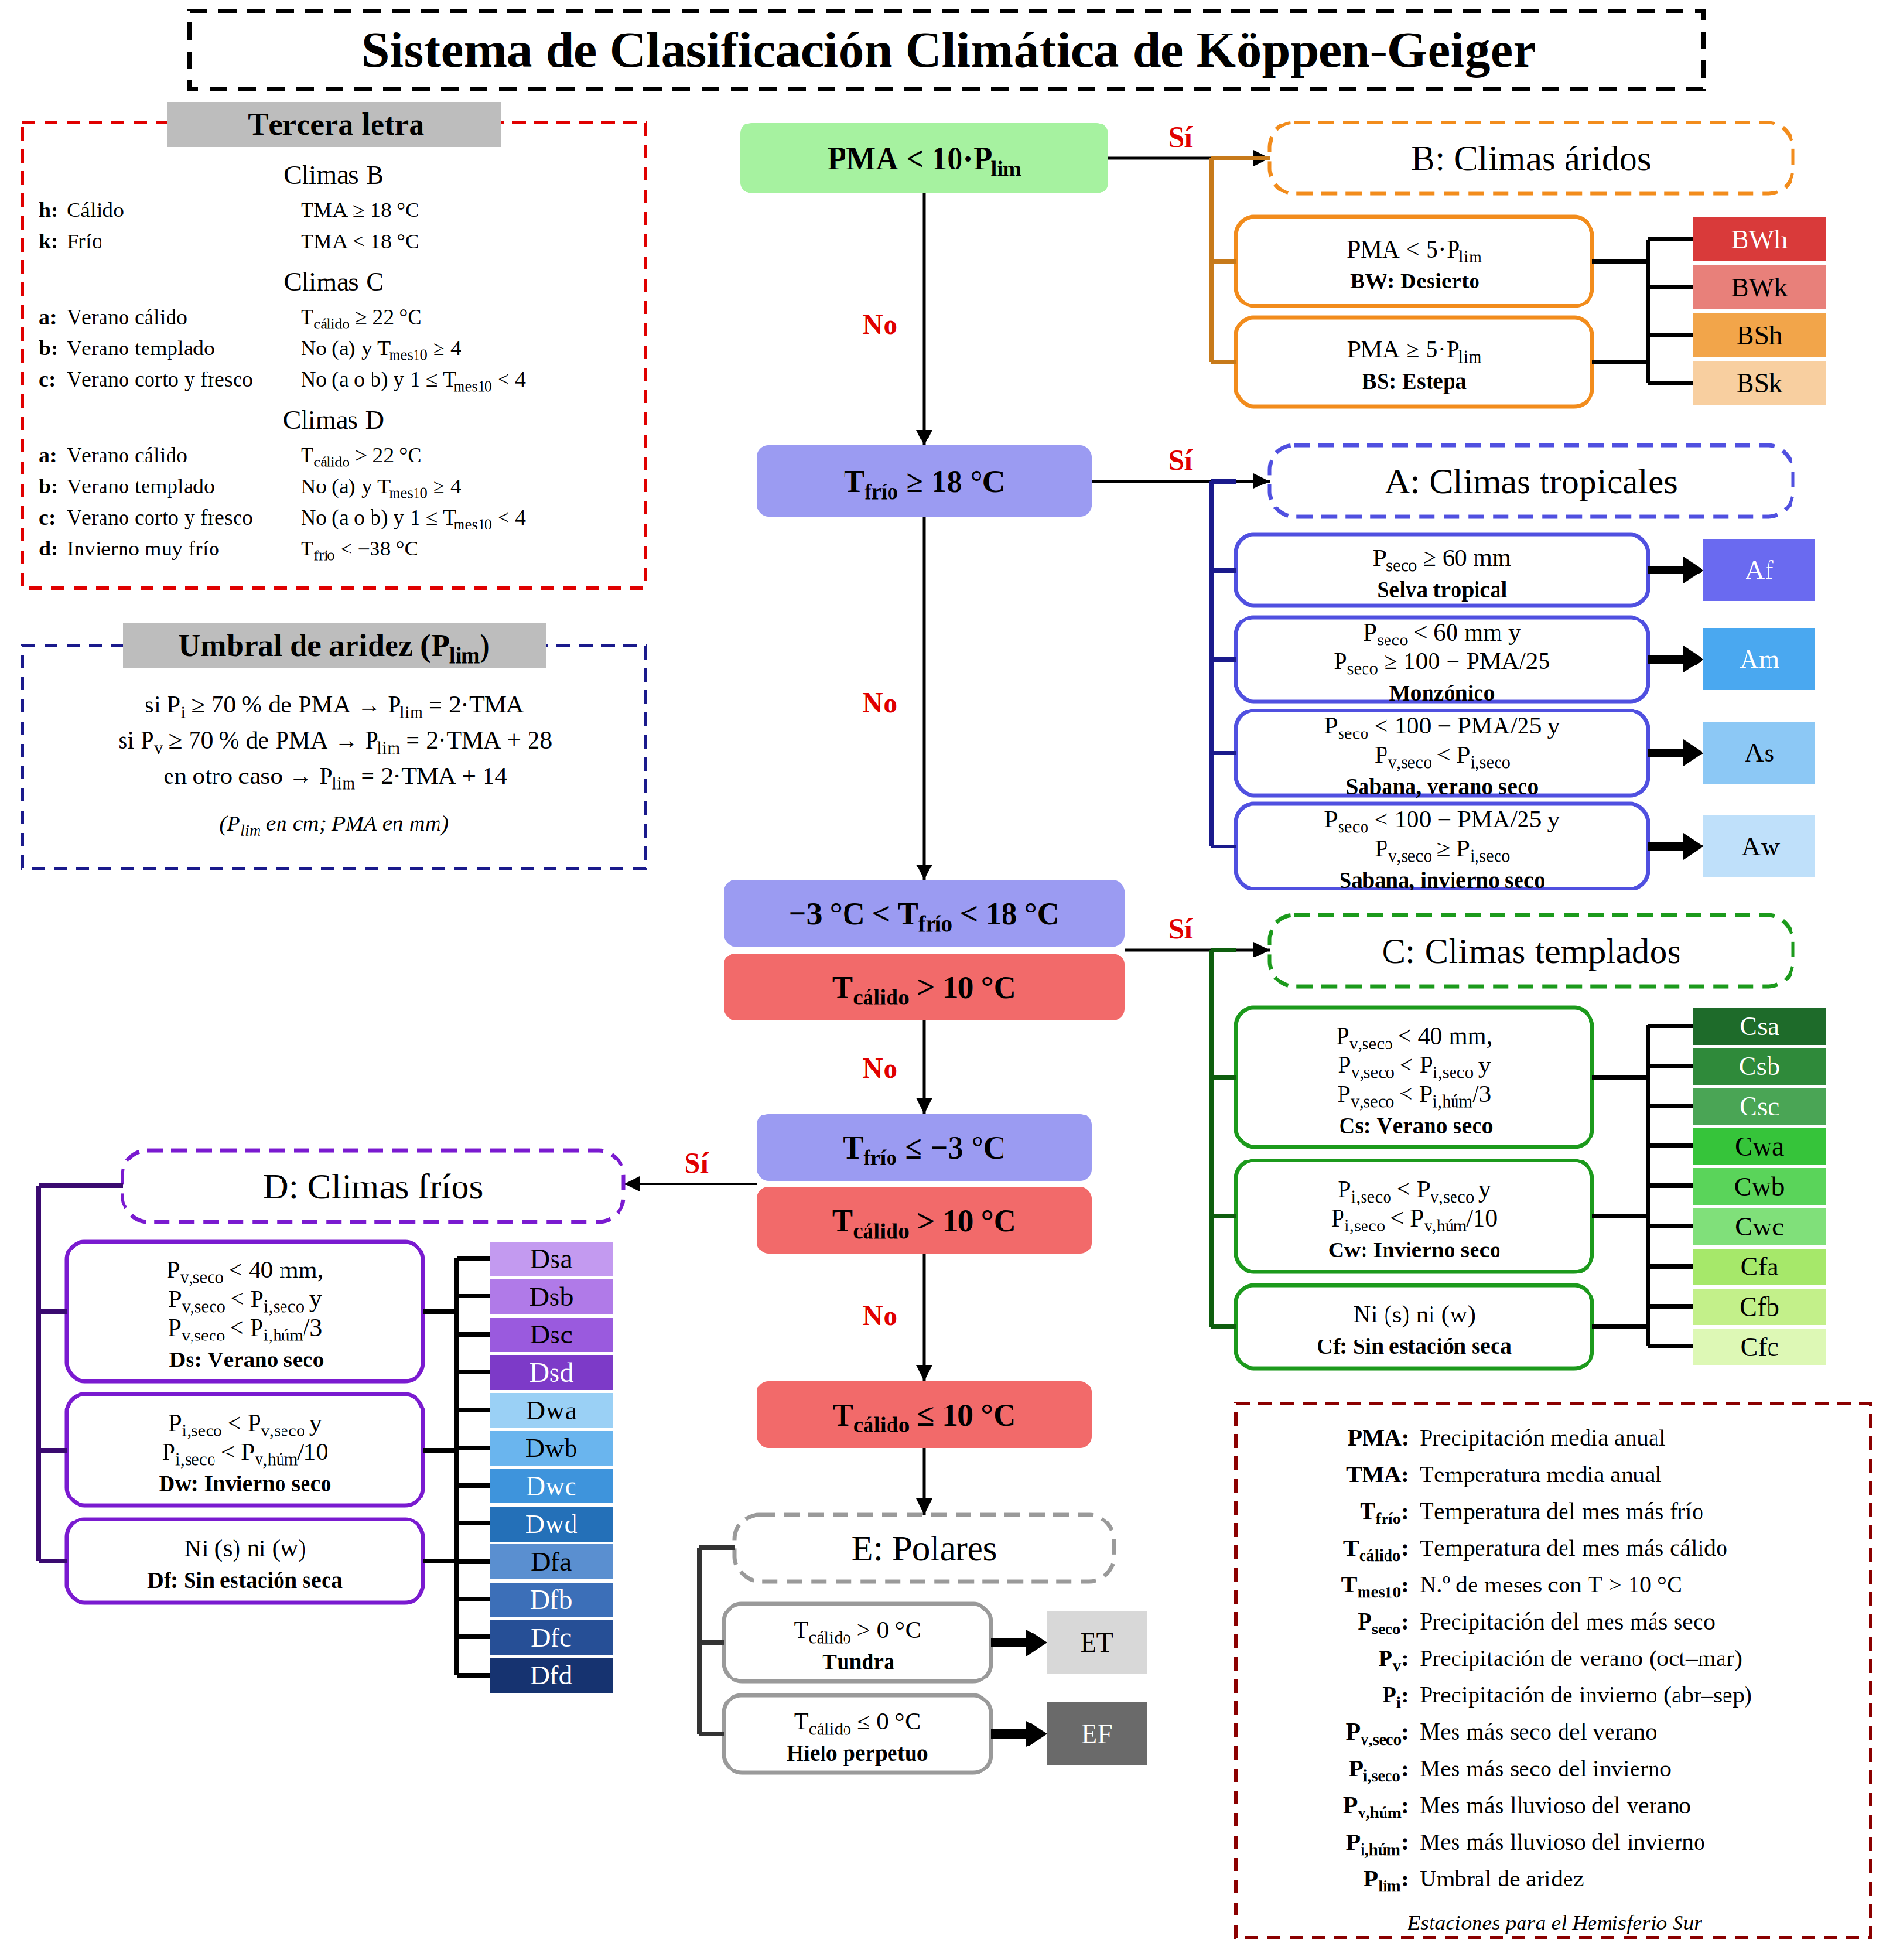 Sistema de Clasificación Climática de Köppen-Geiger
Tercera letra
Climas B
h: Cálido TMA ≥ 18 °C
k: Frío TMA < 18 °C
Climas C
a: Verano cálido Tcálido ≥ 22 °C
b: Verano templado No (a) y Tmes10 ≥ 4
c: Verano corto y fresco No (a o b) y 1 ≤ Tmes10 < 4
Climas D
a: Verano cálido Tcálido ≥ 22 °C
b: Verano templado No (a) y Tmes10 ≥ 4
c: Verano corto y fresco No (a o b) y 1 ≤ Tmes10 < 4
d: Invierno muy frío Tfrío < −38 °C
Umbral de aridez (Plim)
si Pi ≥ 70 % de PMA → Plim = 2·TMA
si Pv ≥ 70 % de PMA → Plim = 2·TMA + 28
en otro caso → Plim = 2·TMA + 14
(Plim en cm; PMA en mm)
PMA < 10·Plim
Sí
No
B: Climas áridos
PMA < 5·Plim
BW: Desierto
PMA ≥ 5·Plim
BS: Estepa
BWh
BWk
BSh
BSk
Tfrío ≥ 18 °C
Sí
No
A: Climas tropicales
Pseco ≥ 60 mm
Selva tropical
Af
Pseco < 60 mm y
Pseco ≥ 100 − PMA/25
Monzónico
Am
Pseco < 100 − PMA/25 y
Pv,seco < Pi,seco
Sabana, verano seco
As
Pseco < 100 − PMA/25 y
Pv,seco ≥ Pi,seco
Sabana, invierno seco
Aw
−3 °C < Tfrío < 18 °C
Tcálido > 10 °C
Sí
No
C: Climas templados
Pv,seco < 40 mm,
Pv,seco < Pi,seco y
Pv,seco < Pi,húm/3
Cs: Verano seco
Pi,seco < Pv,seco y
Pi,seco < Pv,húm/10
Cw: Invierno seco
Ni (s) ni (w)
Cf: Sin estación seca
Csa
Csb
Csc
Cwa
Cwb
Cwc
Cfa
Cfb
Cfc
Tfrío ≤ −3 °C
Tcálido > 10 °C
Sí
No
D: Climas fríos
Pv,seco < 40 mm,
Pv,seco < Pi,seco y
Pv,seco < Pi,húm/3
Ds: Verano seco
Pi,seco < Pv,seco y
Pi,seco < Pv,húm/10
Dw: Invierno seco
Ni (s) ni (w)
Df: Sin estación seca
Dsa
Dsb
Dsc
Dsd
Dwa
Dwb
Dwc
Dwd
Dfa
Dfb
Dfc
Dfd
Tcálido ≤ 10 °C
E: Polares
Tcálido > 0 °C
Tundra
ET
Tcálido ≤ 0 °C
Hielo perpetuo
EF
PMA: Precipitación media anual
TMA: Temperatura media anual
Tfrío: Temperatura del mes más frío
Tcálido: Temperatura del mes más cálido
Tmes10: N.º de meses con T > 10 °C
Pseco: Precipitación del mes más seco
Pv: Precipitación de verano (oct–mar)
Pi: Precipitación de invierno (abr–sep)
Pv,seco: Mes más seco del verano
Pi,seco: Mes más seco del invierno
Pv,húm: Mes más lluvioso del verano
Pi,húm: Mes más lluvioso del invierno
Plim: Umbral de aridez
Estaciones para el Hemisferio Sur